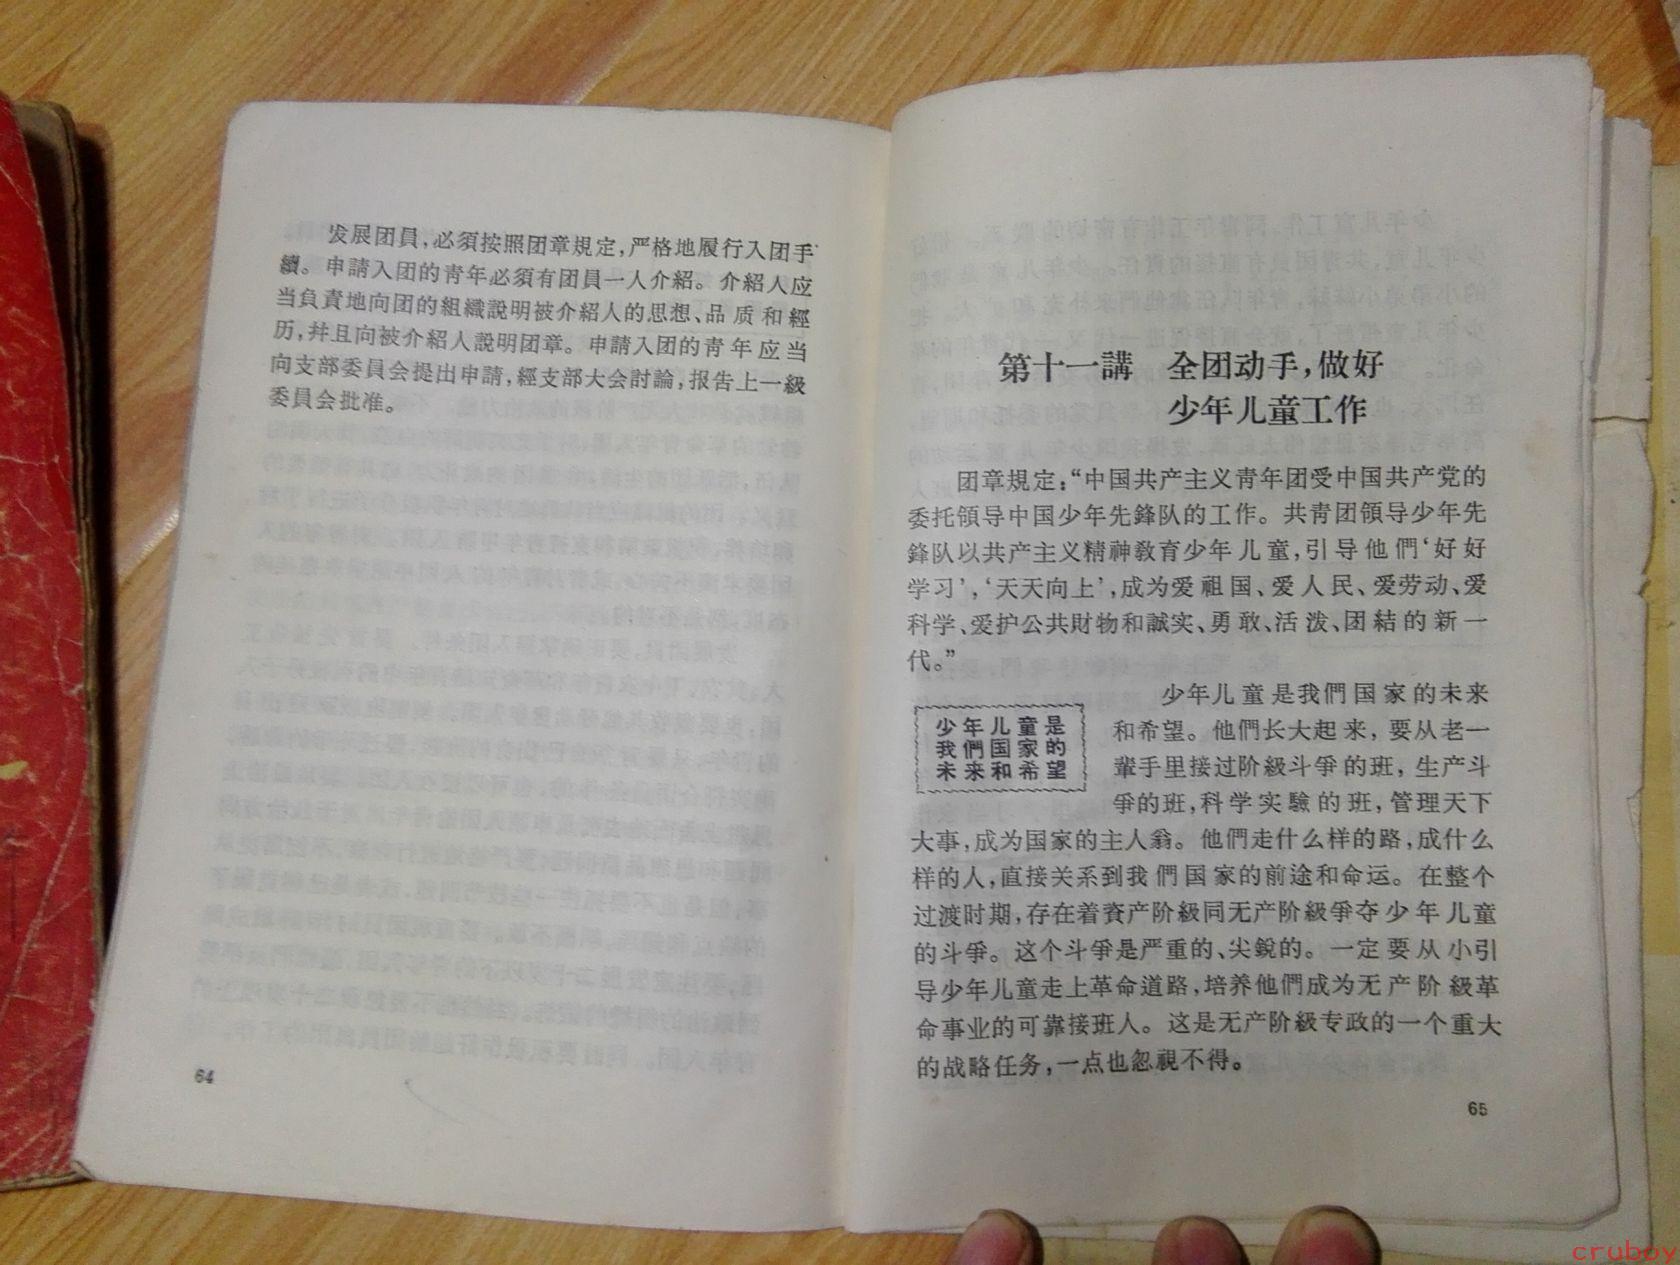 发展团員，必須按照团章規定，严格地履行入团手
續。申請入团的靑年必須有团員一人介紹。介紹人应
当負責地向团的組織說明被介紹人的思想、品质和經
历，幷且向被介紹人說明团章。申請入团的靑年应当
向支部委員会提出申請，經支部大会討論，报告上一級
委員会批准。
64
第十一講　全团动手，做好
少年儿童工作
团章規定：“中国共产主义靑年团受中国共产党的
委托領导中国少年先鋒队的工作。共靑团領导少年先
鋒队以共产主义精神敎育少年儿童，引导他們‘好好
学习’，‘天天向上’，成为爱祖国、爱人民、爱劳动、爱
科学、爱护公共財物和誠实、勇敢、活泼、团結的新一
代。”
少年儿童是
我們国家的
未来和希望
少年儿童是我們国家的未来
和希望。他們长大起来，要从老一
輩手里接过阶級斗爭的班，生产斗
爭的班，科学实驗的班，管理天下
大事，成为国家的主人翁。他們走什么样的路，成什么
样的人，直接关系到我們国家的前途和命运。在整个
过渡时期，存在着資产阶級同无产阶級爭夺少年儿童
的斗爭。这个斗爭是严重的、尖銳的。一定要从小引
导少年儿童走上革命道路，培养他們成为无产阶級革
命事业的可靠接班人。这是无产阶級专政的一个重大
的战略任务，一点也忽視不得。
65
cruboy